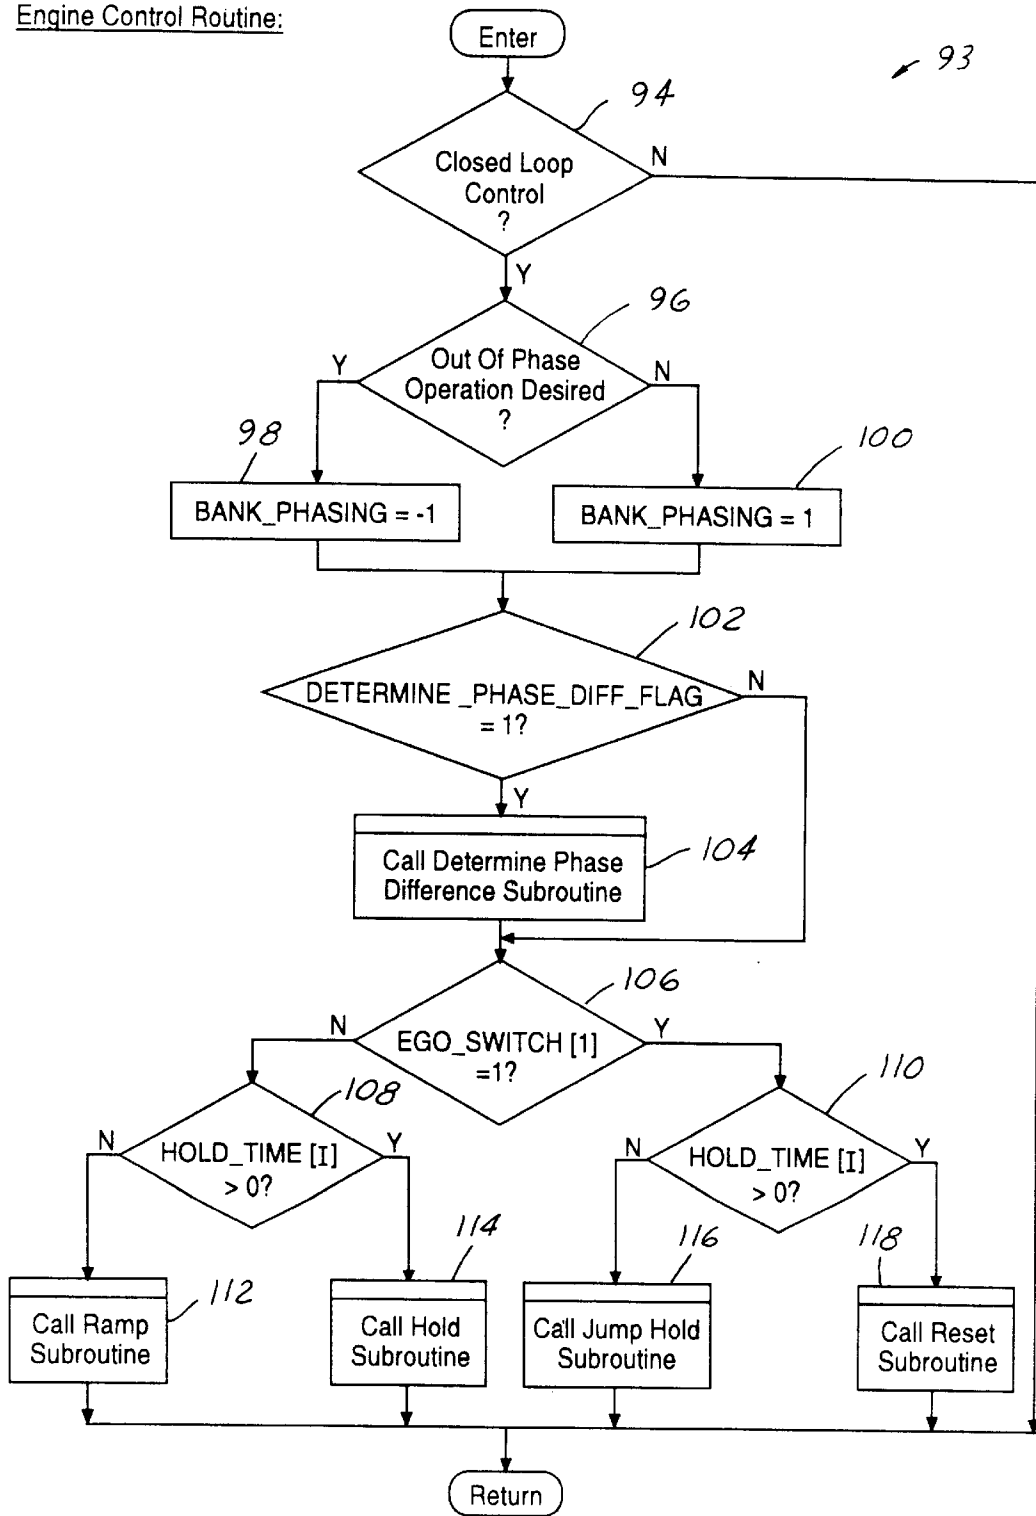 Engine Control Routine:
Enter
93
94
Closed Loop
Control
?
N
Y
96
Out Of Phase
Operation Desired
?
Y
N
98
100
BANK_PHASING = -1
BANK_PHASING = 1
102
DETERMINE _PHASE_DIFF_FLAG
= 1?
N
Y
104
Call Determine Phase
Difference Subroutine
106
EGO_SWITCH [1]
=1?
N
Y
108
HOLD_TIME [I]
> 0?
N
Y
110
HOLD_TIME [I]
> 0?
N
Y
112
Call Ramp
Subroutine
114
Call Hold
Subroutine
116
Call Jump Hold
Subroutine
118
Call Reset
Subroutine
Return